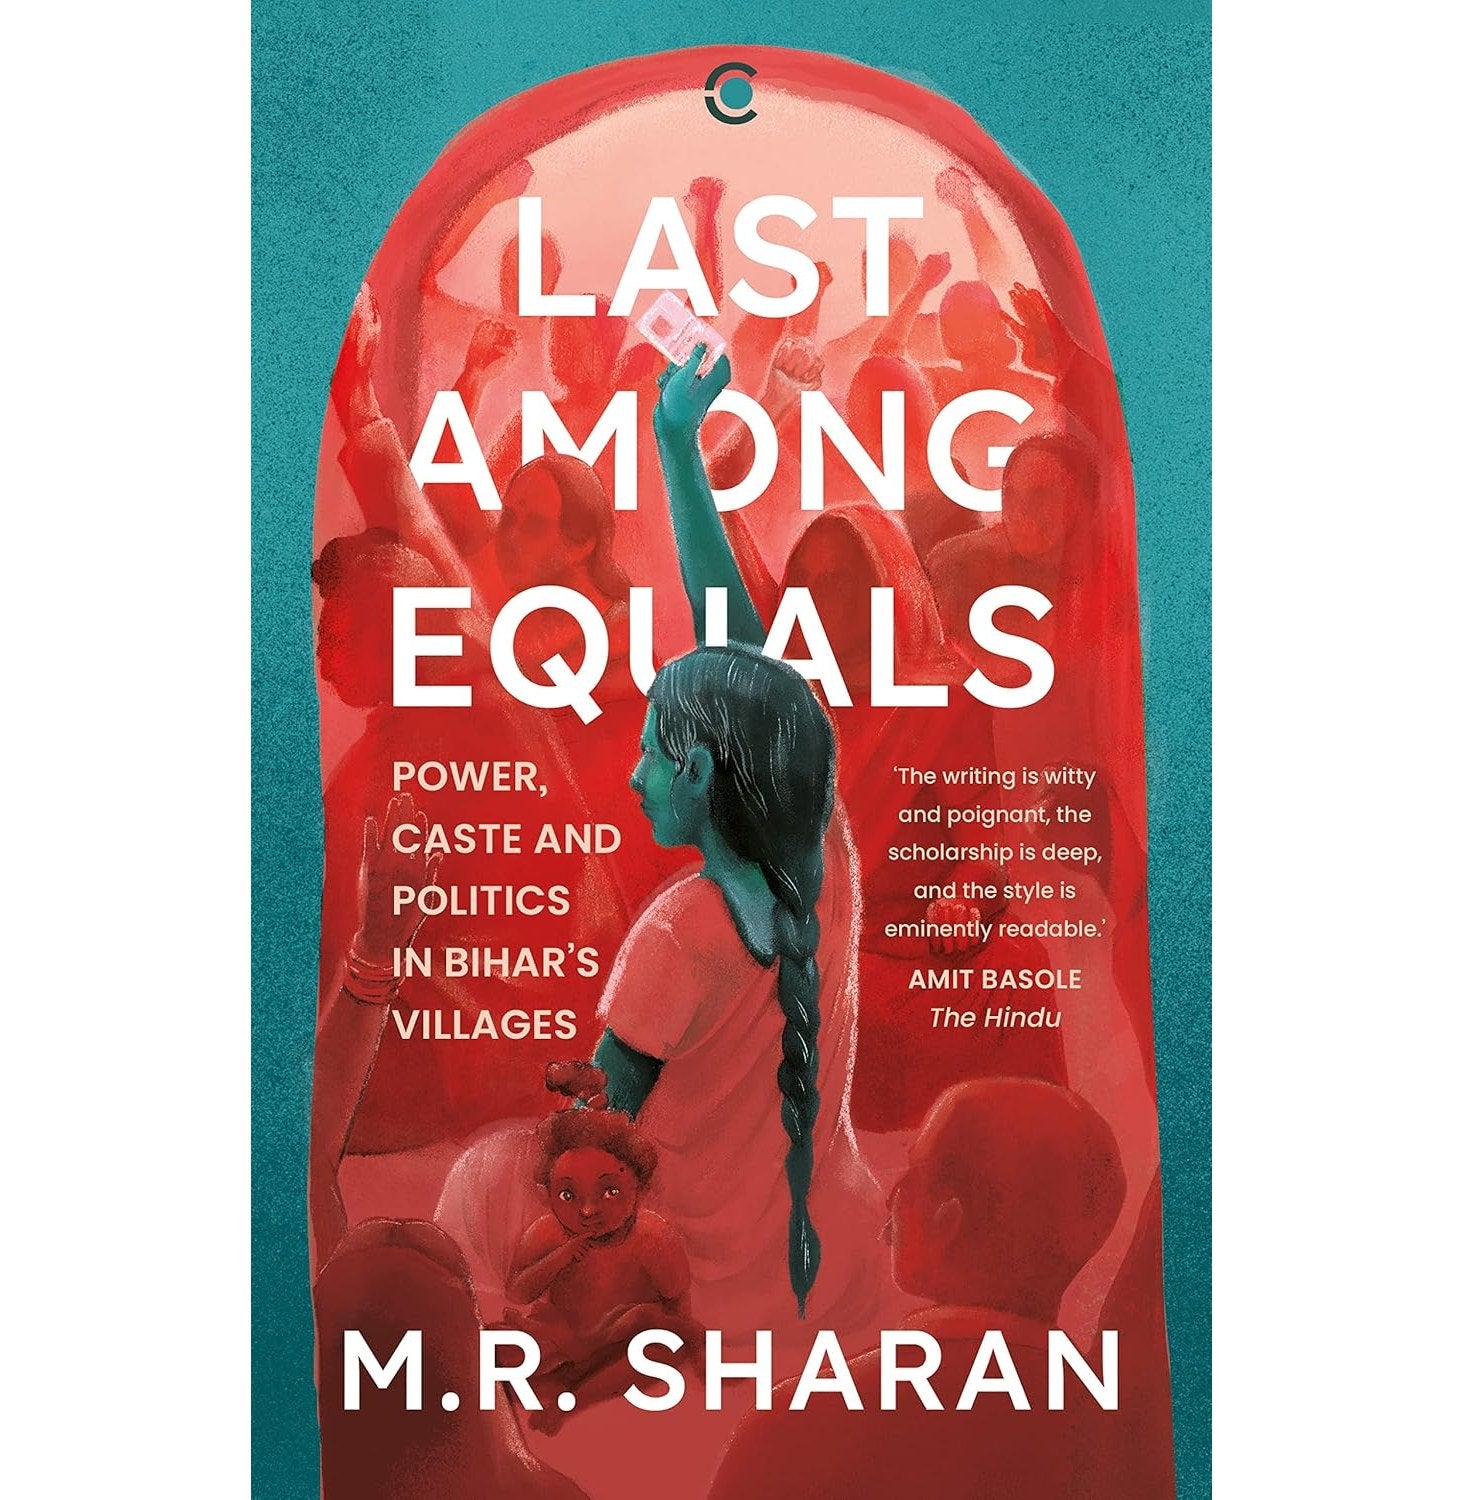 LAST
AMONG
EQUALS
POWER,
CASTE AND
POLITICS
IN BIHAR'S
VILLAGES
‘The writing is witty
and poignant, the
scholarship is deep,
and the style is
eminently readable.’
AMIT BASOLE
The Hindu
M.R. SHARAN